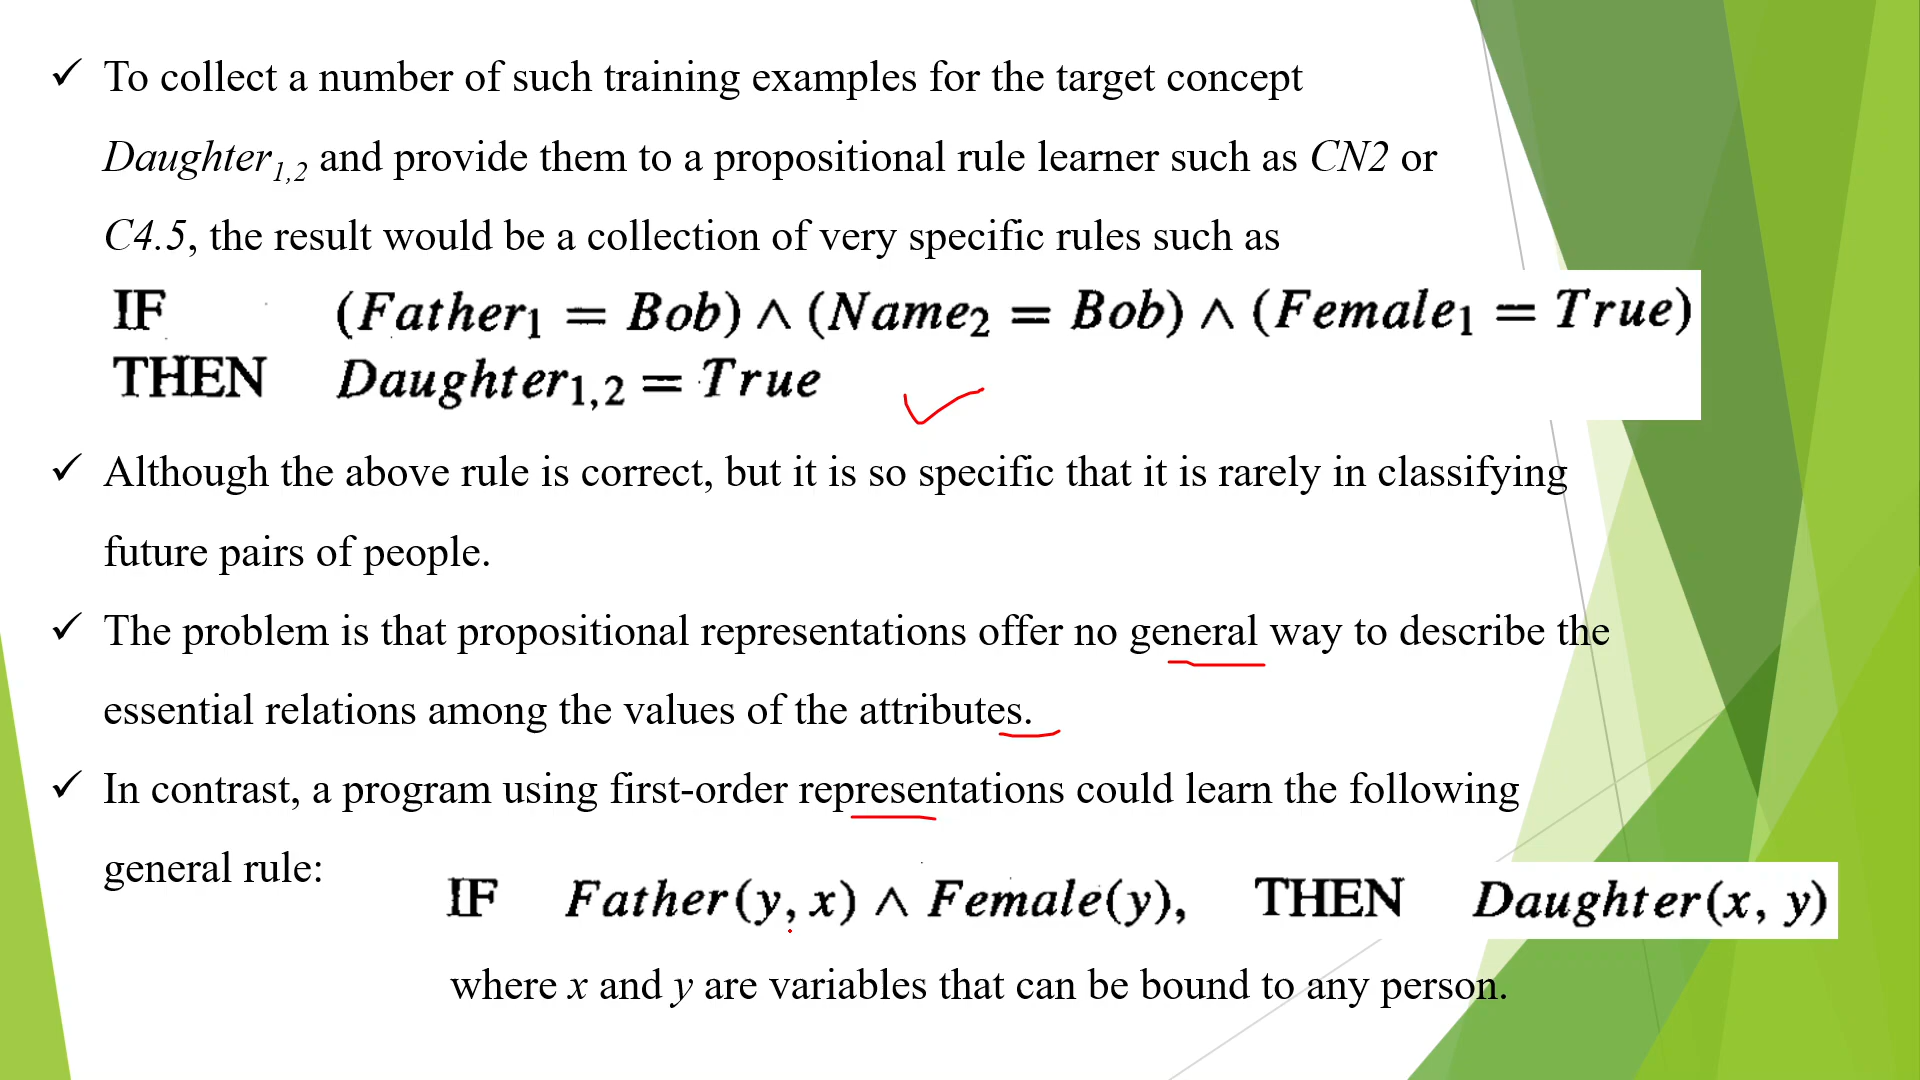 ✓ To collect a number of such training examples for the target concept
Daughter1,2 and provide them to a propositional rule learner such as CN2 or
C4.5, the result would be a collection of very specific rules such as
IF (Father1 = Bob) ∧ (Name2 = Bob) ∧ (Female1 = True)
THEN Daughter1,2 = True
✓ Although the above rule is correct, but it is so specific that it is rarely in classifying
future pairs of people.
✓ The problem is that propositional representations offer no general way to describe the
essential relations among the values of the attributes.
✓ In contrast, a program using first-order representations could learn the following
general rule:
IF Father(y, x) ∧ Female(y), THEN Daughter(x, y)
where x and y are variables that can be bound to any person.